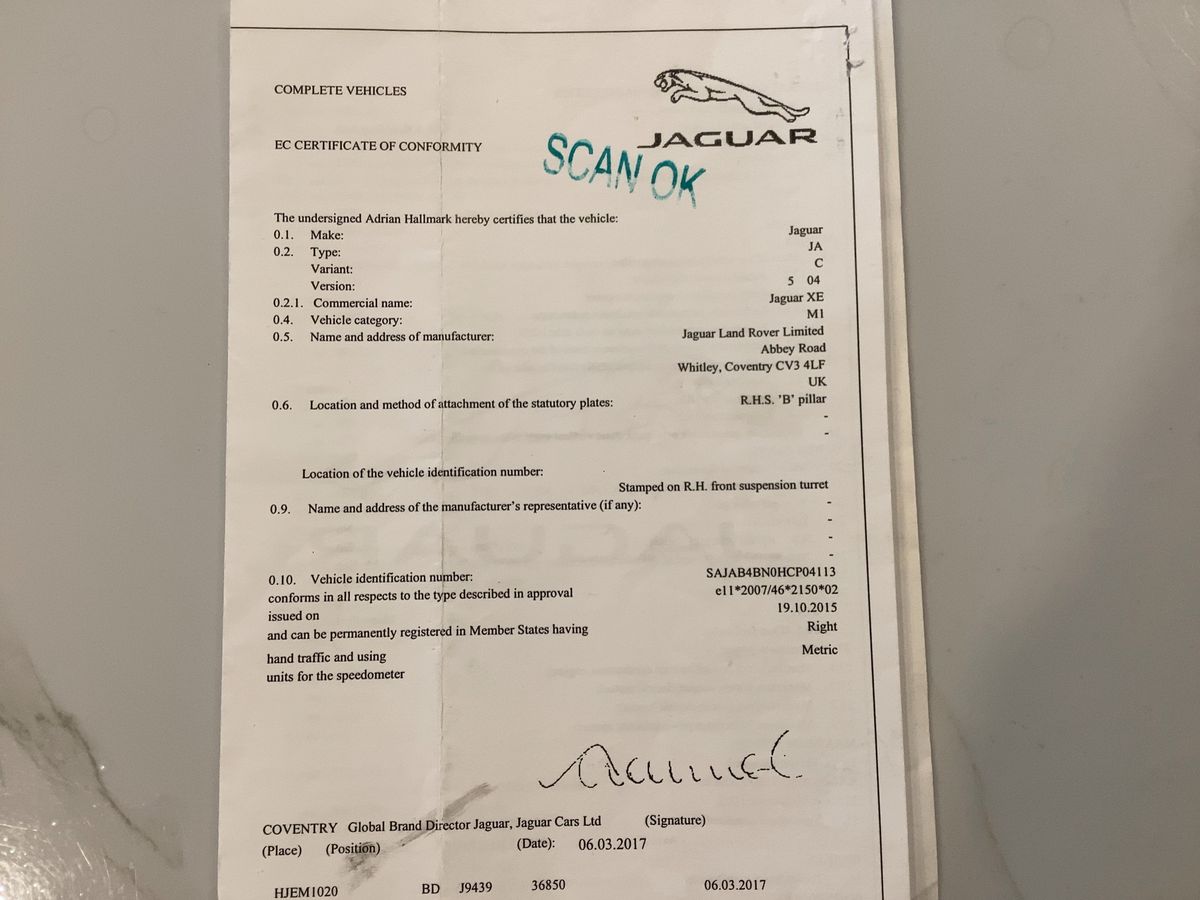 COMPLETE VEHICLES
JAGUAR
EC CERTIFICATE OF CONFORMITY
SCAN OK
The undersigned Adrian Hallmark hereby certifies that the vehicle:
0.1. Make: Jaguar
0.2. Type: JA
Variant: C
Version: 5 04
0.2.1. Commercial name: Jaguar XE
0.4. Vehicle category: M1
0.5. Name and address of manufacturer: Jaguar Land Rover Limited
Abbey Road
Whitley, Coventry CV3 4LF
UK
0.6. Location and method of attachment of the statutory plates: R.H.S. 'B' pillar
-
-
Location of the vehicle identification number:
Stamped on R.H. front suspension turret
0.9. Name and address of the manufacturer's representative (if any): -
-
-
-
0.10. Vehicle identification number: SAJAB4BN0HCP04113
conforms in all respects to the type described in approval e11*2007/46*2150*02
issued on 19.10.2015
and can be permanently registered in Member States having Right
hand traffic and using Metric
units for the speedometer
COVENTRY Global Brand Director Jaguar, Jaguar Cars Ltd (Signature)
(Place) (Position) (Date): 06.03.2017
HJEM1020 BD J9439 36850 06.03.2017